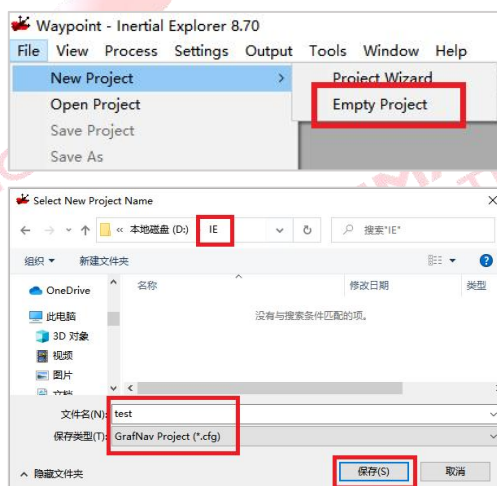 Waypoint - Inertial Explorer 8.70
File View Process Settings Output Tools Window Help
New Project > Project Wizard
Open Project Empty Project
Save Project
Save As
Select New Project Name
« 本地磁盘 (D:) IE 搜索"IE"
组织 新建文件夹
名称 修改日期 类型
OneDrive
没有与搜索条件匹配的项。
此电脑
3D 对象
视频
图片
文件名(N): test
保存类型(T): GrafNav Project (*.cfg)
隐藏文件夹 保存(S) 取消